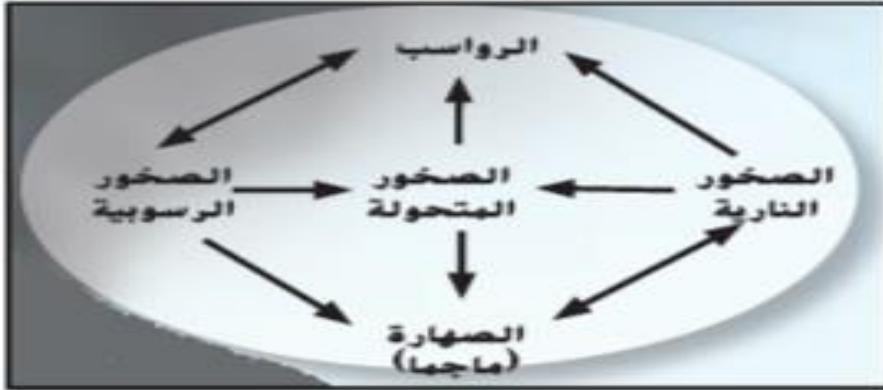 الرواسب
الصخور
النارية
الصخور
المتحولة
الصخور
الرسوبية
الصهارة
(ماجما)